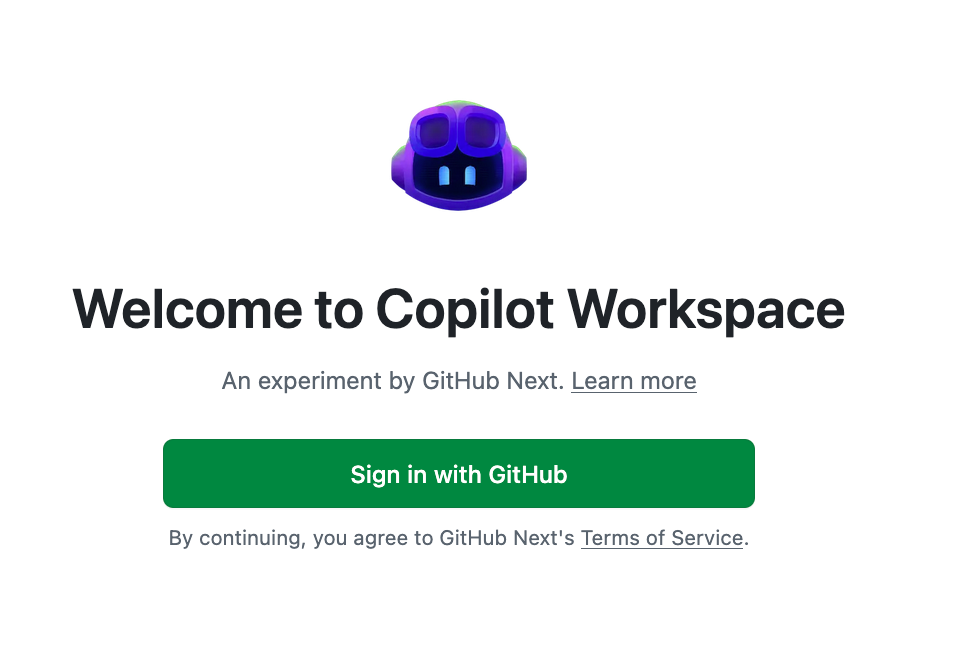 Welcome to Copilot Workspace
An experiment by GitHub Next. Learn more
Sign in with GitHub
By continuing, you agree to GitHub Next's Terms of Service.